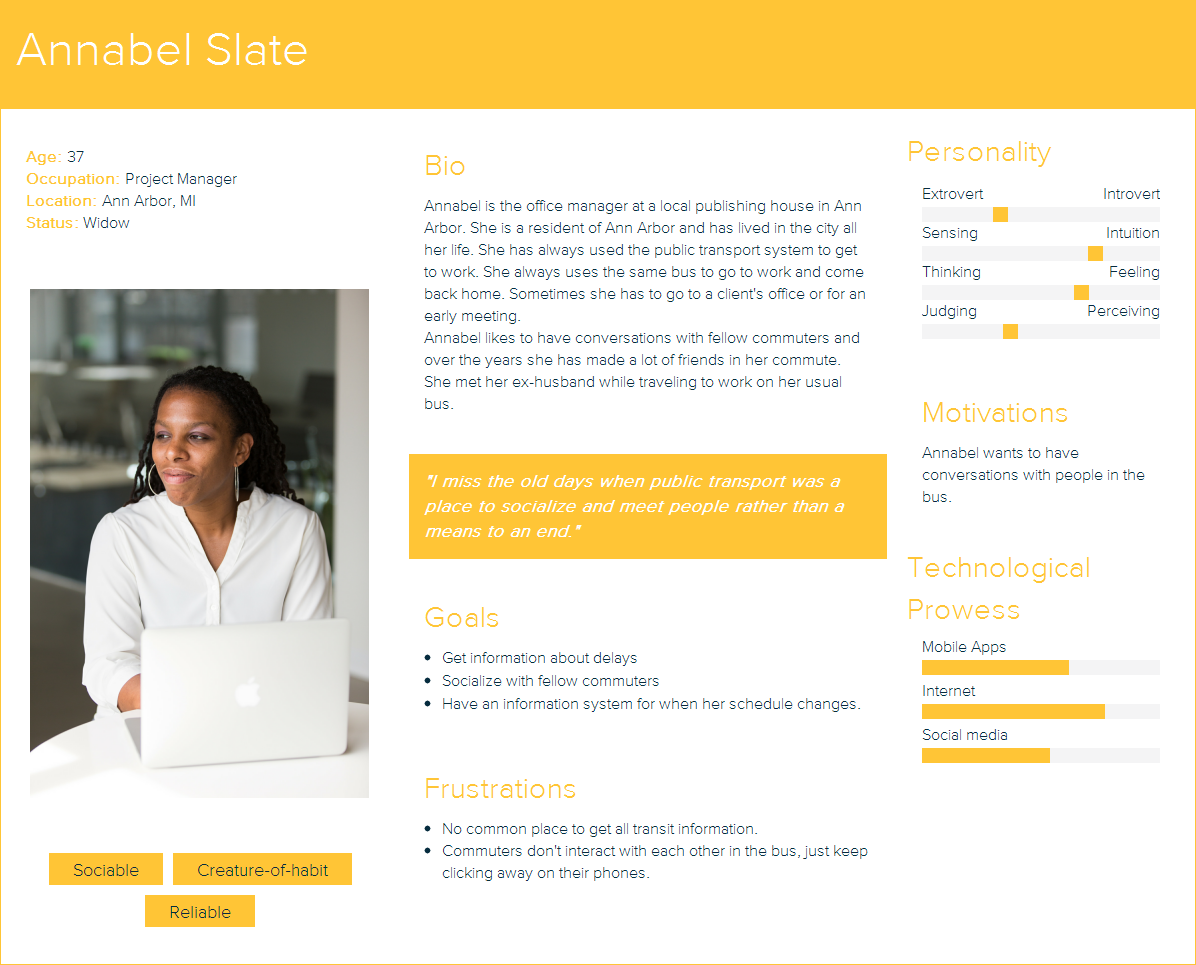 Annabel Slate
Age: 37
Occupation: Project Manager
Location: Ann Arbor, MI
Status: Widow
Sociable
Creature-of-habit
Reliable
Bio
Annabel is the office manager at a local publishing house in Ann
Arbor. She is a resident of Ann Arbor and has lived in the city all
her life. She has always used the public transport system to get
to work. She always uses the same bus to go to work and come
back home. Sometimes she has to go to a client's office or for an
early meeting.
Annabel likes to have conversations with fellow commuters and
over the years she has made a lot of friends in her commute.
She met her ex-husband while traveling to work on her usual
bus.
"I miss the old days when public transport was a
place to socialize and meet people rather than a
means to an end."
Goals
• Get information about delays
• Socialize with fellow commuters
• Have an information system for when her schedule changes.
Frustrations
• No common place to get all transit information.
• Commuters don't interact with each other in the bus, just keep
clicking away on their phones.
Personality
Extrovert Introvert
Sensing Intuition
Thinking Feeling
Judging Perceiving
Motivations
Annabel wants to have
conversations with people in the
bus.
Technological
Prowess
Mobile Apps
Internet
Social media